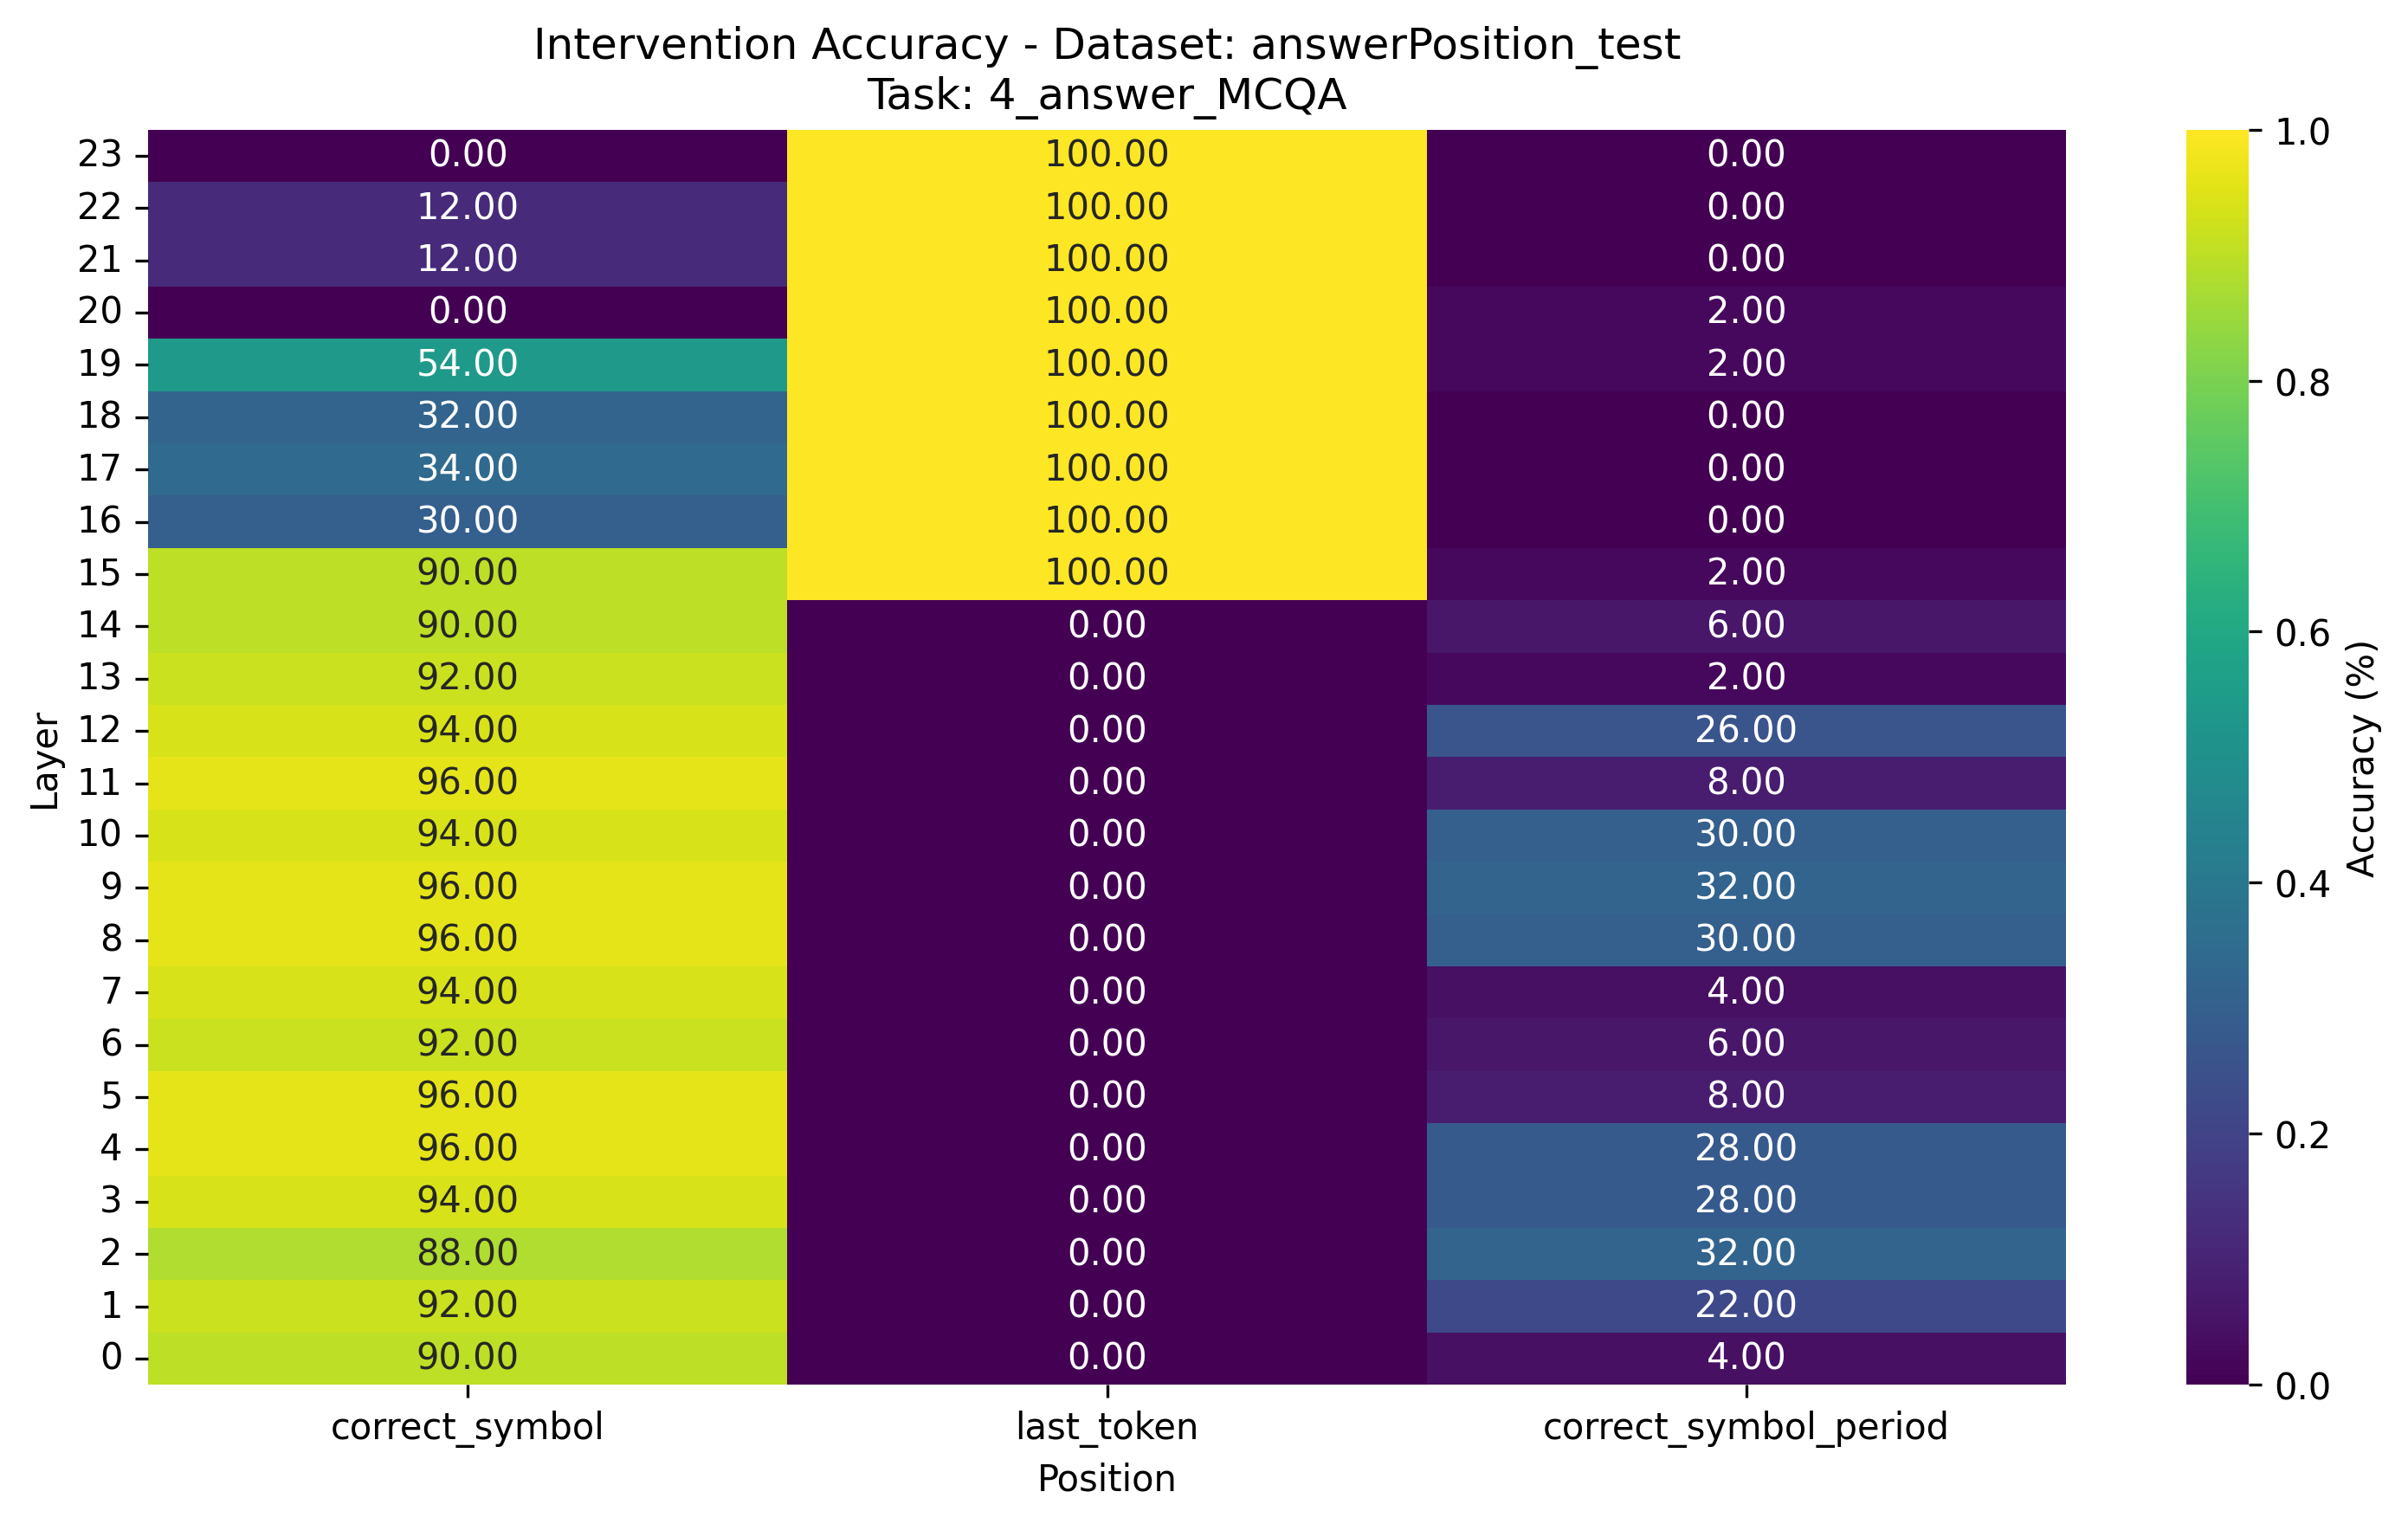 Intervention Accuracy - Dataset: answerPosition_test
Task: 4_answer_MCQA
23 0.00 100.00 0.00 1.0
22 12.00 100.00 0.00
21 12.00 100.00 0.00
20 0.00 100.00 2.00
19 54.00 100.00 2.00 0.8
18 32.00 100.00 0.00
17 34.00 100.00 0.00
16 30.00 100.00 0.00
15 90.00 100.00 2.00
14 90.00 0.00 6.00 0.6
13 92.00 0.00 2.00
12 94.00 0.00 26.00
Layer
Accuracy (%)
11 96.00 0.00 8.00
10 94.00 0.00 30.00
9 96.00 0.00 32.00 0.4
8 96.00 0.00 30.00
7 94.00 0.00 4.00
6 92.00 0.00 6.00
5 96.00 0.00 8.00
4 96.00 0.00 28.00 0.2
3 94.00 0.00 28.00
2 88.00 0.00 32.00
1 92.00 0.00 22.00
0 90.00 0.00 4.00 0.0
correct_symbol last_token correct_symbol_period
Position